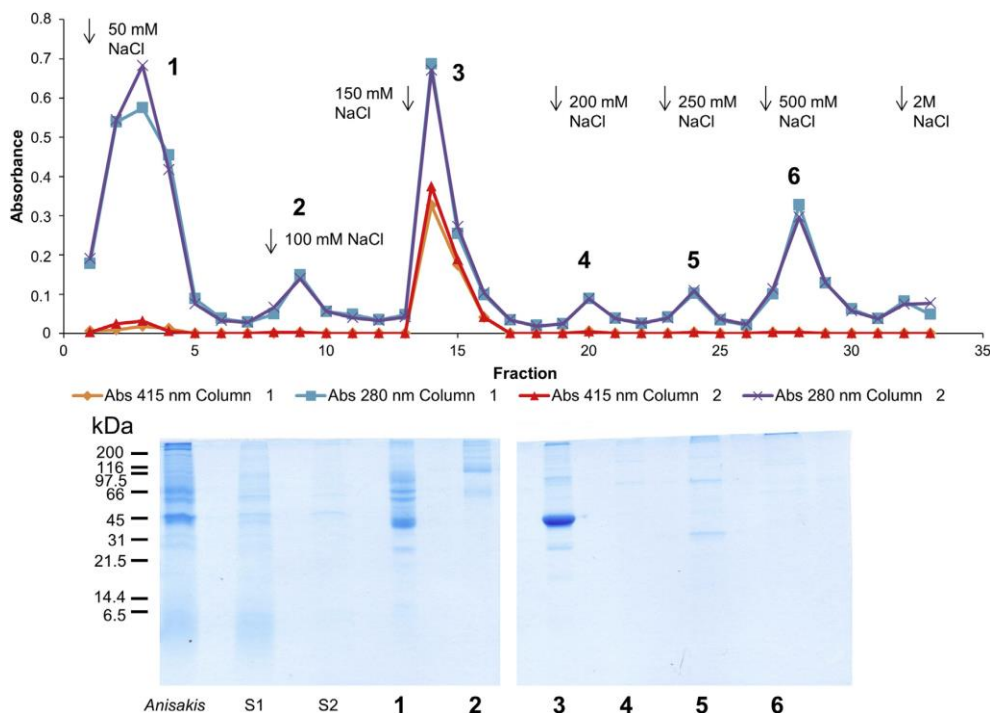 0.8
0.7
0.6
0.5
0.4
0.3
0.2
0.1
0
Absorbance
50 mM
NaCl
1
2
100 mM NaCl
150 mM
NaCl
3
200 mM
NaCl
4
250 mM
NaCl
5
500 mM
NaCl
6
2M
NaCl
0 5 10 15 20 25 30 35
Fraction
Abs 415 nm Column 1 Abs 280 nm Column 1 Abs 415 nm Column 2 Abs 280 nm Column 2
kDa
200
116
97.5
66
45
31
21.5
14.4
6.5
Anisakis S1 S2 1 2 3 4 5 6